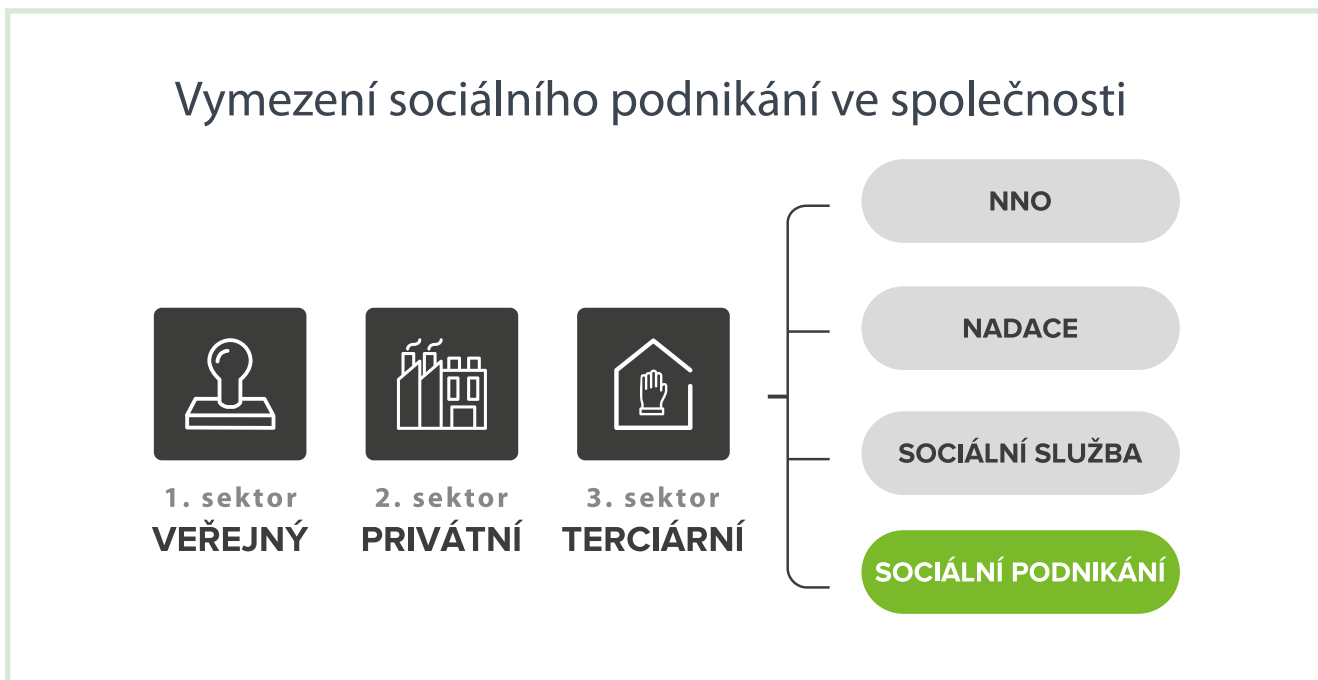 Vymezení sociálního podnikání ve společnosti
1. sektor
VEŘEJNÝ
2. sektor
PRIVÁTNÍ
3. sektor
TERCIÁRNÍ
NNO
NADACE
SOCIÁLNÍ SLUŽBA
SOCIÁLNÍ PODNIKÁNÍ